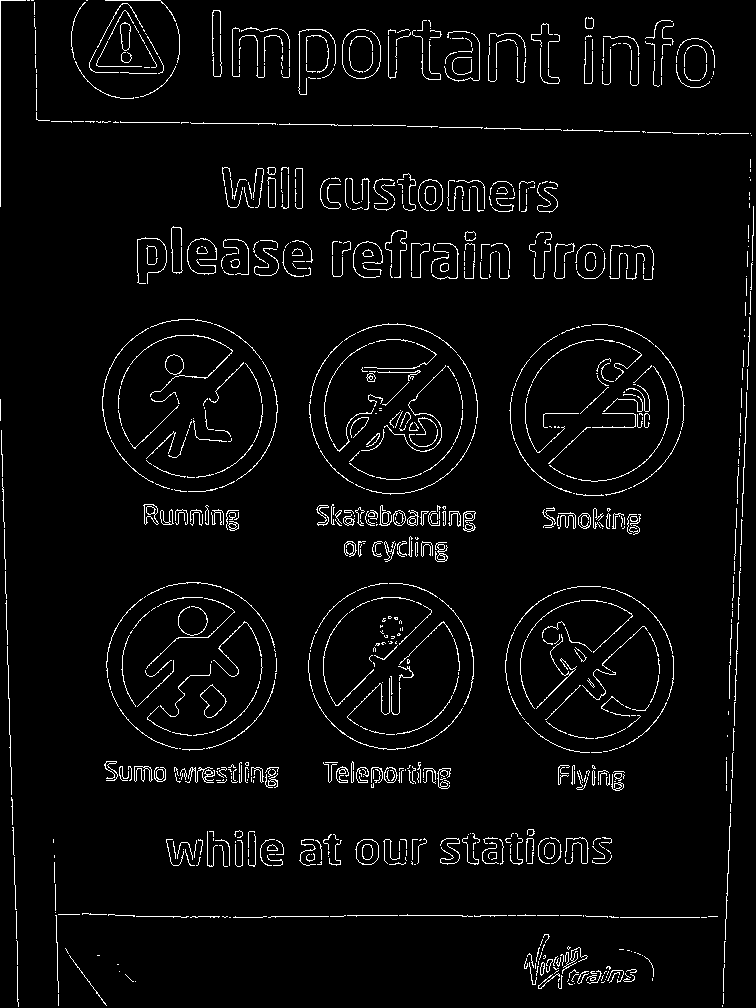 Important info
Will customers
please refrain from
Running
Skateboarding
or cycling
Smoking
Sumo wrestling
Teleporting
Flying
while at our stations
Virgin
trains